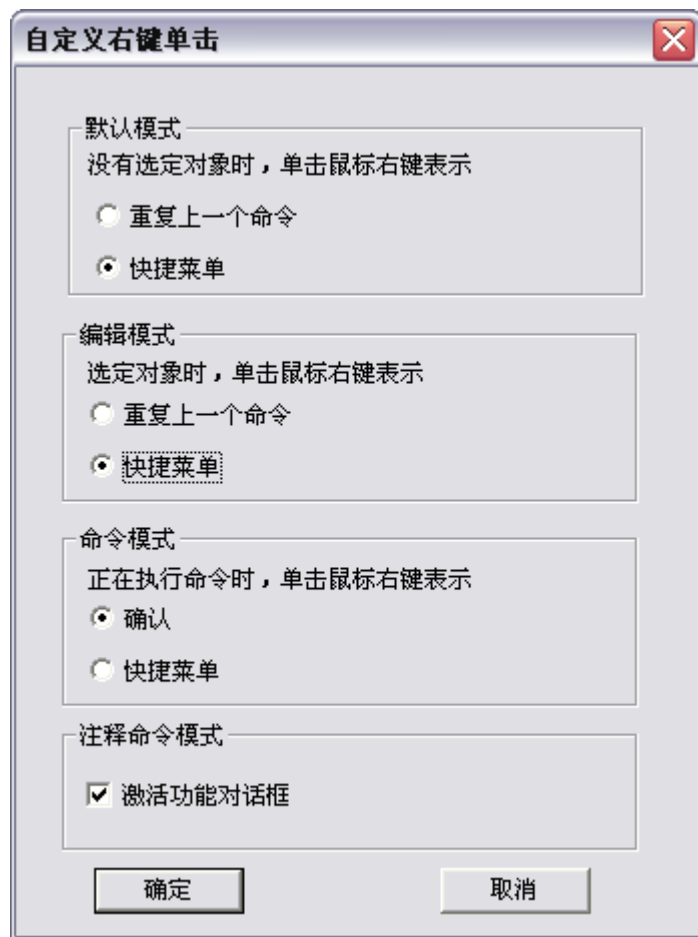 自定义右键单击
默认模式
没有选定对象时，单击鼠标右键表示
重复上一个命令
快捷菜单
编辑模式
选定对象时，单击鼠标右键表示
重复上一个命令
快捷菜单
命令模式
正在执行命令时，单击鼠标右键表示
确认
快捷菜单
注释命令模式
激活功能对话框
确定
取消